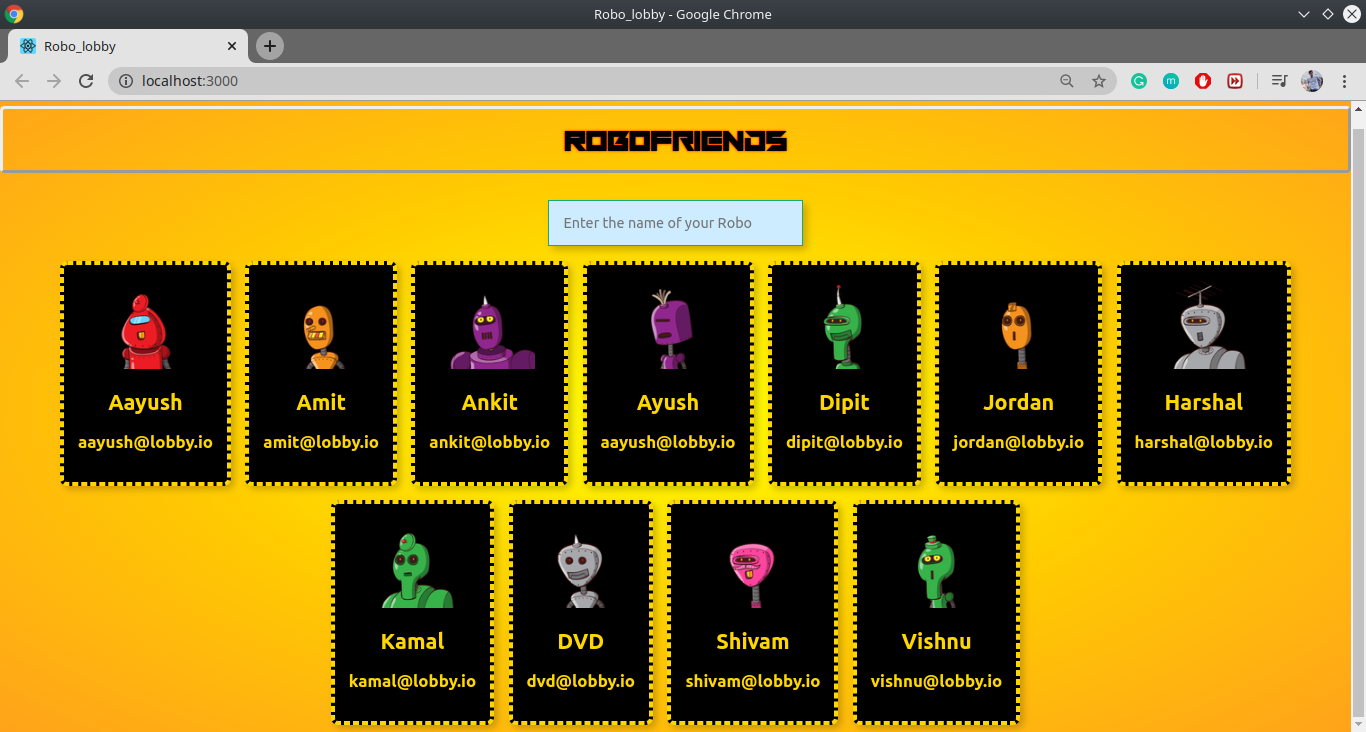 Robo_lobby - Google Chrome
Robo_lobby
localhost:3000
ROBOFRIENDS
Enter the name of your Robo
Aayush Amit Ankit Ayush Dipit Jordan Harshal
aayush@lobby.io amit@lobby.io ankit@lobby.io aayush@lobby.io dipit@lobby.io jordan@lobby.io harshal@lobby.io
Kamal DVD Shivam Vishnu
kamal@lobby.io dvd@lobby.io shivam@lobby.io vishnu@lobby.io